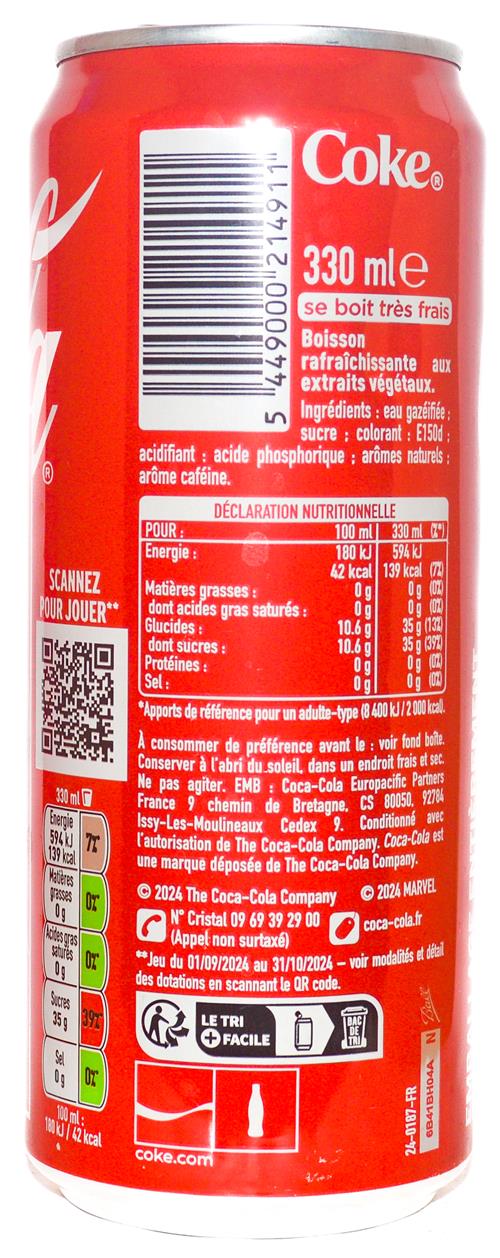 Coke®
5 449000 214911
330 ml e
se boit très frais
Boisson
rafraîchissante aux
extraits végétaux.
Ingrédients : eau gazéifiée ;
sucre ; colorant : E150d ;
acidifiant : acide phosphorique ; arômes naturels ;
arôme caféine.
DÉCLARATION NUTRITIONNELLE
POUR : 100 ml 330 ml (%*)
Energie : 180 kJ 594 kJ
42 kcal 139 kcal (7%)
Matières grasses : 0 g 0 g (0%)
dont acides gras saturés : 0 g 0 g (0%)
Glucides : 10.6 g 35 g (13%)
dont sucres : 10.6 g 35 g (39%)
Protéines : 0 g 0 g (0%)
Sel : 0 g 0 g (0%)
*Apports de référence pour un adulte-type (8 400 kJ / 2 000 kcal).
À consommer de préférence avant le : voir fond boîte.
Conserver à l'abri du soleil, dans un endroit frais et sec.
Ne pas agiter. EMB : Coca-Cola Europacific Partners
France 9 chemin de Bretagne, CS 80050, 92784
Issy-Les-Moulineaux Cedex 9. Conditionné avec
l'autorisation de The Coca-Cola Company. Coca-Cola est
une marque déposée de The Coca-Cola Company.
© 2024 The Coca-Cola Company © 2024 MARVEL
N° Cristal 09 69 39 29 00
(Appel non surtaxé)
coca-cola.fr
**Jeu du 01/09/2024 au 31/10/2024 – voir modalités et détail
des dotations en scannant le QR code.
LE TRI
+ FACILE
BAC
DE
TRI
coke.com
24-0187-FR
6B41BH04A N
Ball
®
SCANNEZ
POUR JOUER**
330 ml
Energie
594 kJ
139 kcal
7%*
Matières
grasses
0 g
0%*
Acides gras
saturés
0 g
0%*
Sucres
35 g
39%*
Sel
0 g
0%*
100 ml :
180 kJ / 42 kcal